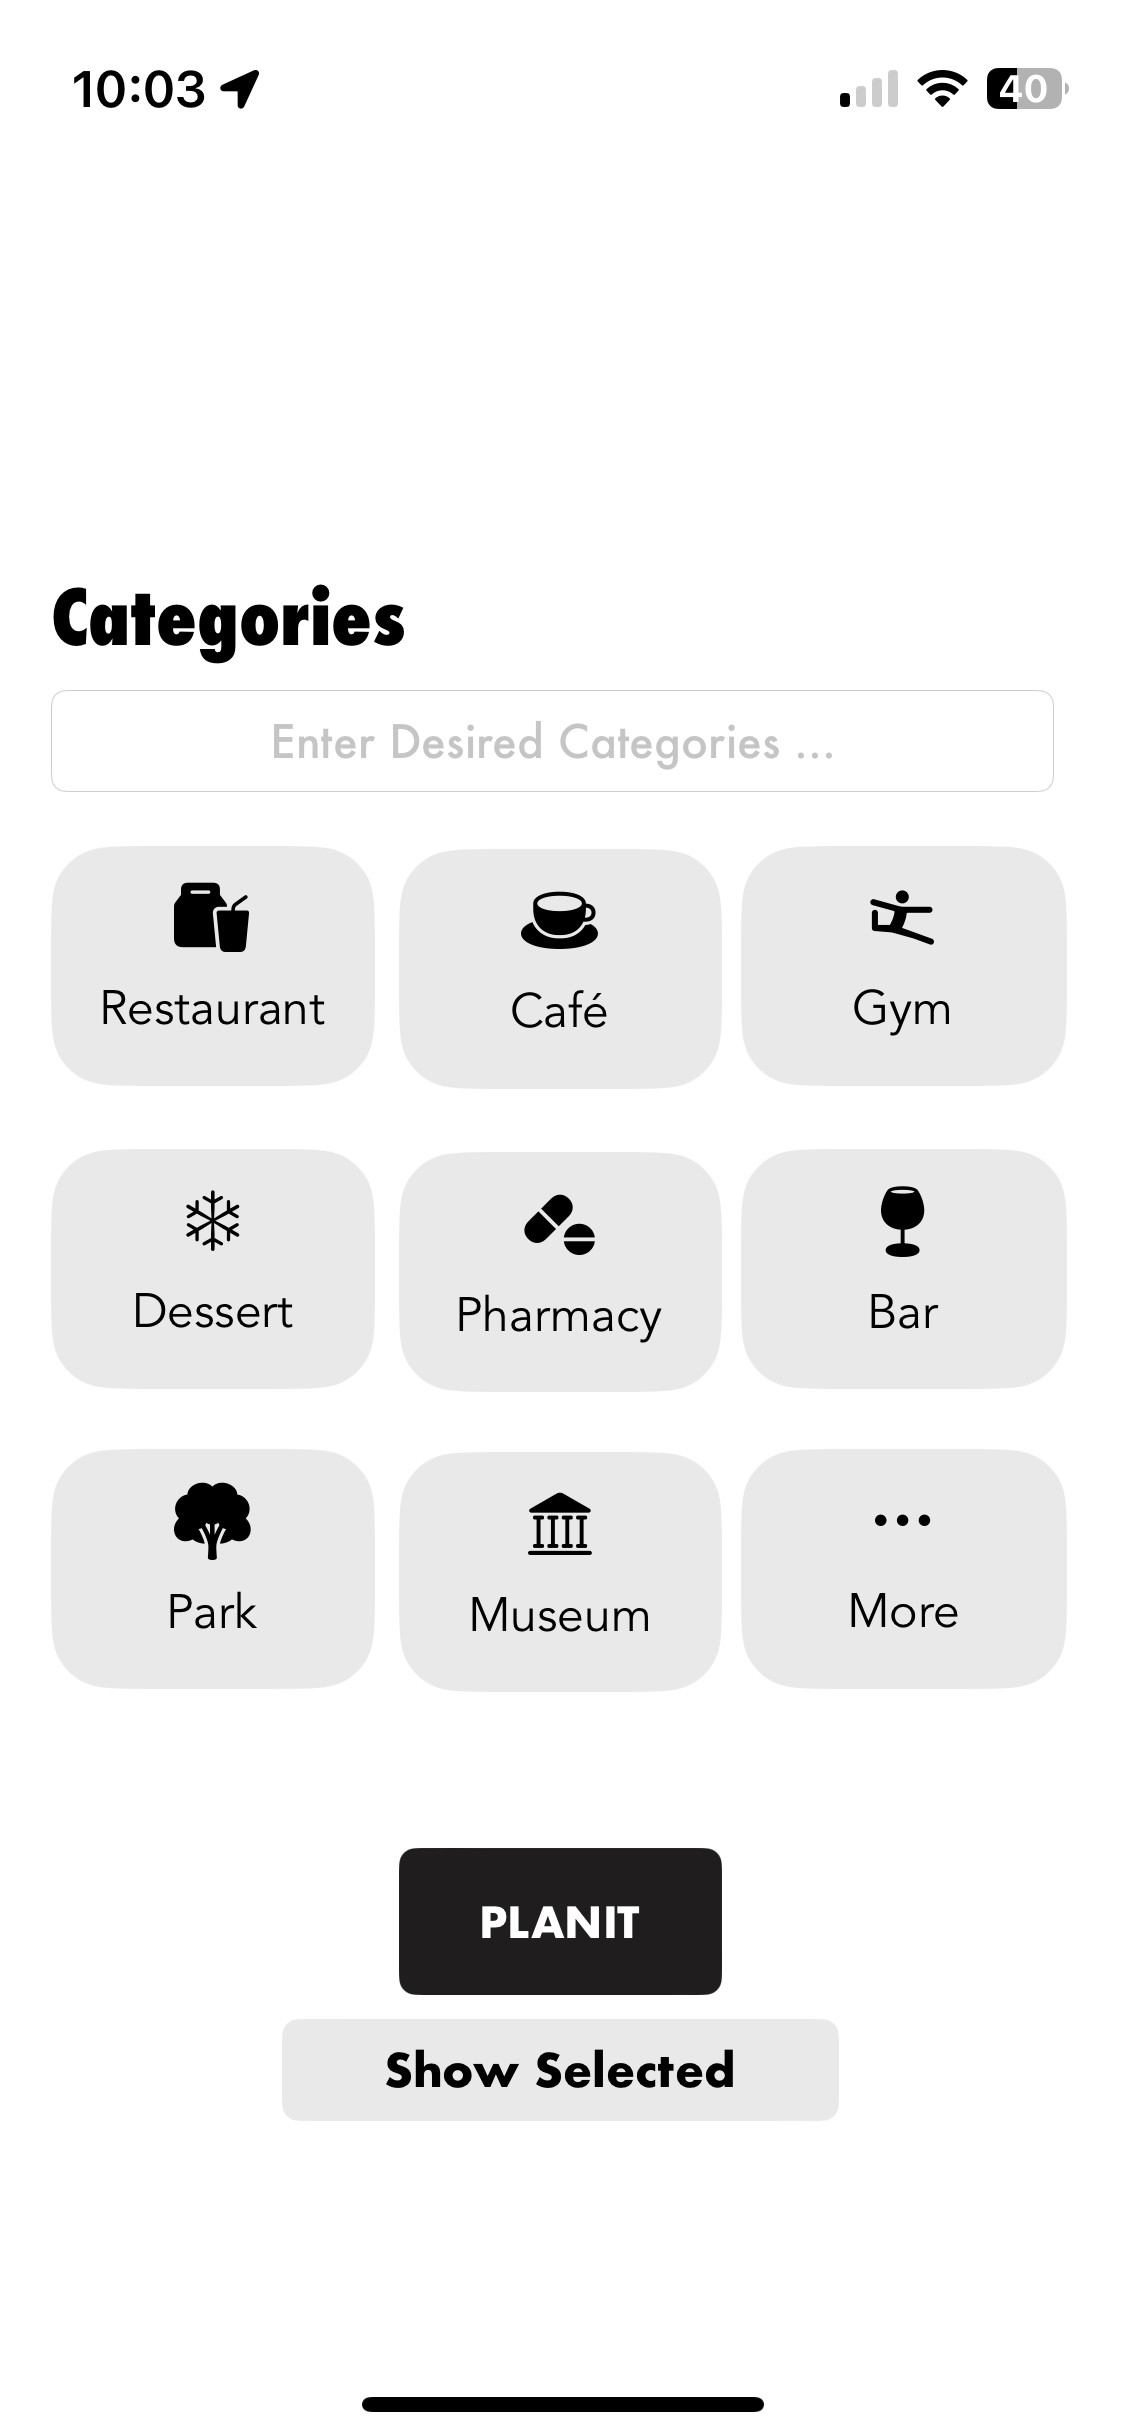 10:03
40
Categories
Enter Desired Categories ...
Restaurant
Café
Gym
Dessert
Pharmacy
Bar
Park
Museum
More
PLANIT
Show Selected